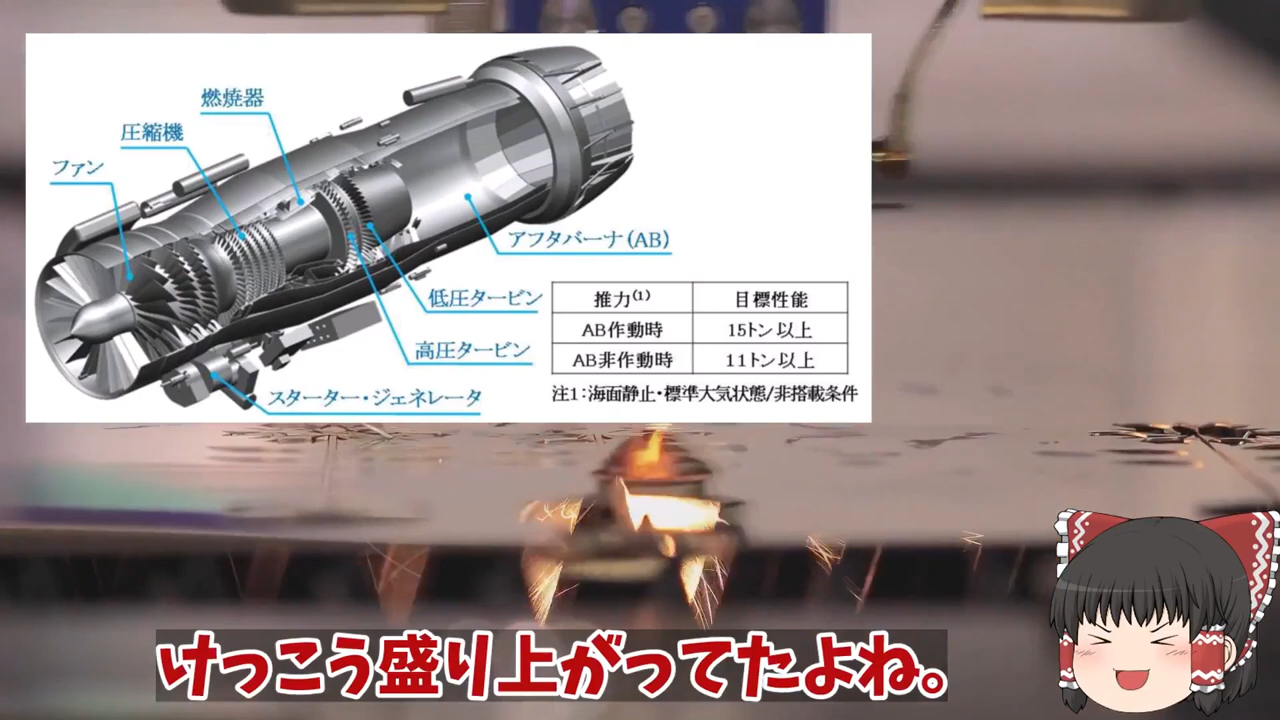 燃焼器
圧縮機
ファン
アフタバーナ(AB)
低圧タービン
高圧タービン
スターター・ジェネレータ
推力(1) 目標性能
AB作動時 15トン以上
AB非作動時 11トン以上
注1:海面静止・標準大気状態/非搭載条件
けっこう盛り上がってたよね。